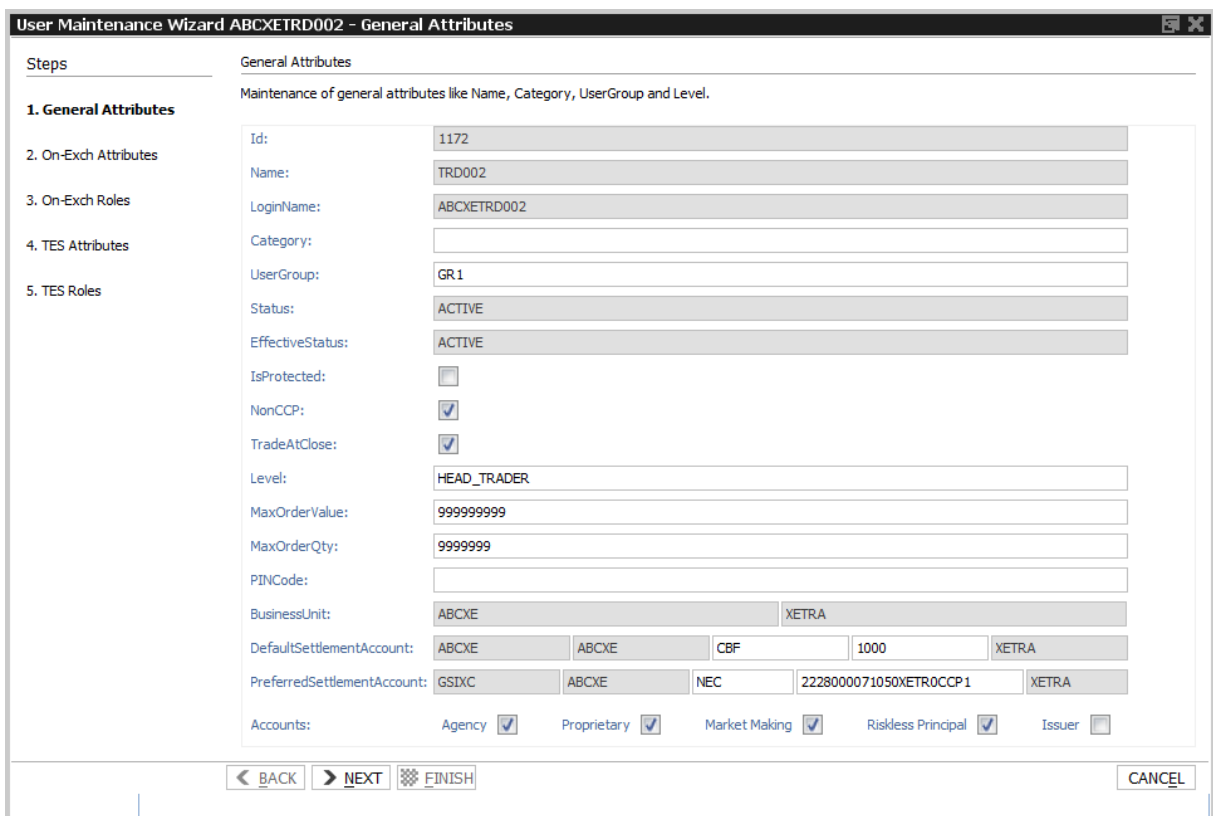 User Maintenance Wizard ABCXETRD002 - General Attributes
Steps
1. General Attributes
2. On-Exch Attributes
3. On-Exch Roles
4. TES Attributes
5. TES Roles
General Attributes
Maintenance of general attributes like Name, Category, UserGroup and Level.
Id: 1172
Name: TRD002
LoginName: ABCXETRD002
Category:
UserGroup: GR1
Status: ACTIVE
EffectiveStatus: ACTIVE
IsProtected:
NonCCP:
TradeAtClose:
Level: HEAD_TRADER
MaxOrderValue: 999999999
MaxOrderQty: 9999999
PINCode:
BusinessUnit: ABCXE XETRA
DefaultSettlementAccount: ABCXE ABCXE CBF 1000 XETRA
PreferredSettlementAccount: GSIXC ABCXE NEC 2228000071050XETR0CCP1 XETRA
Accounts: Agency Proprietary Market Making Riskless Principal Issuer
BACK NEXT FINISH CANCEL